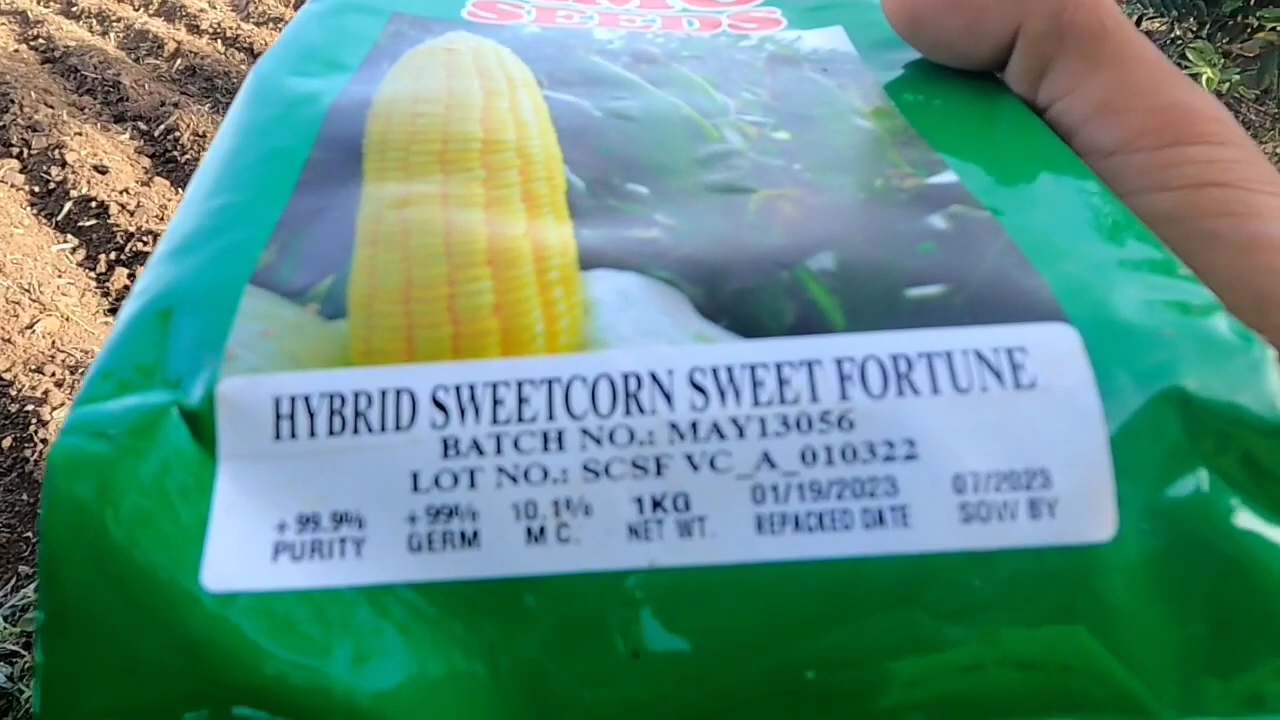 SEEDS
HYBRID SWEETCORN SWEET FORTUNE
BATCH NO.: MAY13056
LOT NO.: SCSF VC_A_010322
+99.9% +99% 10.1% 1KG 01/19/2023 07/2023
PURITY GERM M C. NET WT. REPACKED DATE SOW BY